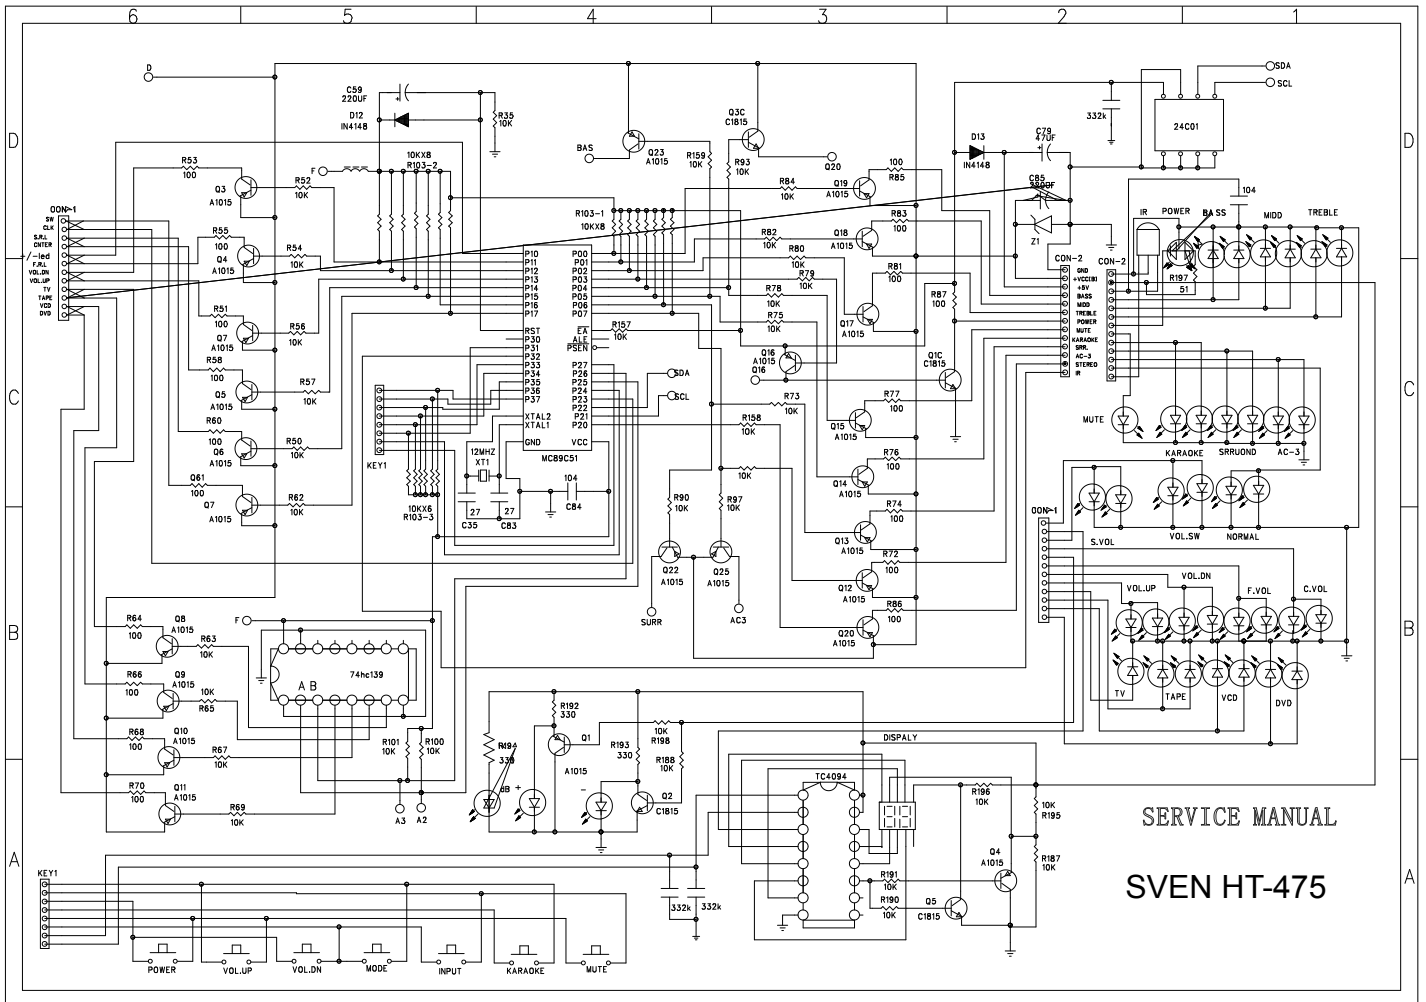 6 5 4 3 2 1
D
C
B
A
D
C
B
A
D
C59
220UF
D12
IN4148
R35
10K
10KX8
R103-2
F
R53
100
Q3
A1015
R52
10K
R55
100
Q4
A1015
R54
10K
R51
100
Q7
A1015
R56
10K
R58
100
Q5
A1015
R57
10K
R60
100
Q6
A1015
R50
10K
Q61
100
Q7
A1015
R62
10K
SW
CLK
S.R.L
CNTER
+/-led
F.R.L
VOL.DN
VOL.UP
TV
TAPE
VCD
DVD
BAS
Q23
A1015
R159
10K
Q3C
C1815
R93
10K
Q20
R103-1
10KX8
R84
10K
Q19
A1015
100
R85
R82
10K
Q18
A1015
R83
100
R80
10K
R79
10K
R81
100
R78
10K
R75
10K
Q17
A1015
R87
100
P10
P11
P12
P13
P14
P15
P16
P17
RST
P30
P31
P32
P33
P34
P35
P36
P37
XTAL2
XTAL1
GND
P00
P01
P02
P03
P04
P05
P06
P07
EA
ALE
PSEN
P27
P26
P25
P24
P23
P22
P21
P20
VCC
MC89C51
R157
10K
Q16
A1015
Q16
Q1C
C1815
SDA
SCL
R73
10K
R158
10K
10K
R77
100
Q15
A1015
R76
100
Q14
A1015
R74
100
Q13
A1015
R72
100
Q12
A1015
R86
100
Q20
A1015
KEY1
12MHZ
XT1
27
C35
27
C83
104
C84
10KX6
R103-3
R90
10K
R97
10K
Q22
A1015
Q25
A1015
SURR
AC3
332k
24C01
SDA
SCL
D13
IN4148
C79
47UF
C85
220UF
Z1
104
IR
POWER
BASS
MIDD
TREBLE
R197
51
CON-2
CON-2
GND
+VCC(B)
+5V
BASS
MIDD
TREBLE
POWER
MUTE
KARAOKE
SRR.
AC-3
STEREO
IR
MUTE
KARAOKE
SRRUOND
AC-3
S.VOL
VOL.SW
NORMAL
VOL.UP
VOL.DN
F.VOL
C.VOL
TV
TAPE
VCD
DVD
F
R64
100
Q8
A1015
R63
10K
R66
100
Q9
A1015
10K
R65
R68
100
Q10
A1015
R67
10K
R70
100
Q11
A1015
R69
10K
74hc139
A B
R101
10K
R100
10K
A3
A2
R192
330
Q1
A1015
dB +
-
R193
330
10K
R198
R188
10K
Q2
C1815
DISPALY
TC4094
R196
10K
10K
R195
Q4
A1015
R187
10K
R191
10K
R190
10K
Q5
C1815
332k
332k
KEY1
POWER
VOL.UP
VOL.DN
MODE
INPUT
KARAOKE
MUTE
SERVICE MANUAL
SVEN HT-475